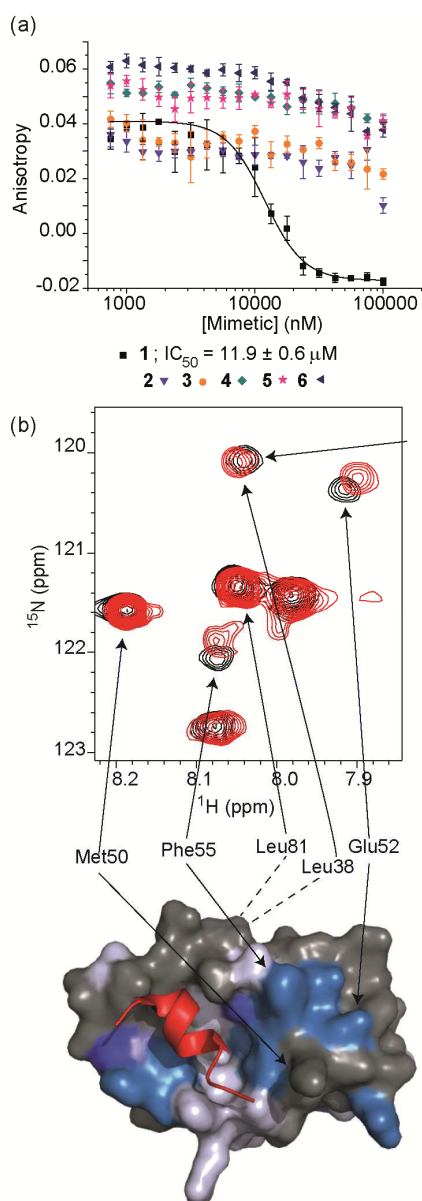 (a)
0.06
0.04
0.02
0.00
-0.02
Anisotropy
1000 10000 100000
[Mimetic] (nM)
■ 1 ; IC₅₀ = 11.9 ± 0.6 μM
2 ▼ 3 ● 4 ◆ 5 ★ 6 ◀
(b)
120
121
122
123
¹⁵N (ppm)
8.2 8.1 8.0 7.9
¹H (ppm)
Met50 Phe55 Leu81 Leu38 Glu52